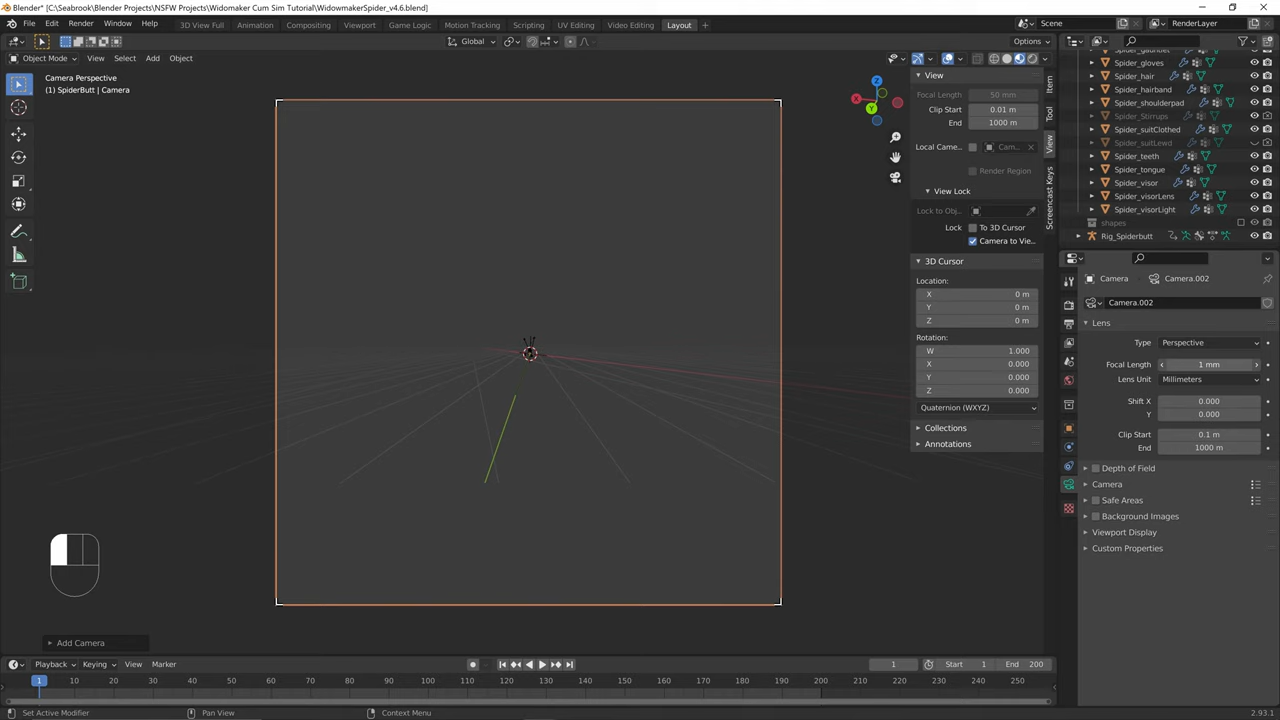 Blender* [C:\Seabrook\Blender Projects\NSFW Projects\Widomaker Cum Sim Tutorial\WidowmakerSpider_v4.6.blend]
File Edit Render Window Help 3D View Full Animation Compositing Default Game Logic Motion Tracking Scripting UV Editing Video Editing Layout Scene RenderLayer
Global Options
Object Mode View Select Add Object
Camera Perspective
(1) SpiderButt | Camera
X
Y
Z
View
Focal Length 50 mm
Clip Start 0.01 m
End 1000 m
Local Came... Cam...
Render Region
View Lock
Lock to Obj...
Lock To 3D Cursor
Camera to Vie...
3D Cursor
Location:
X 0 m
Y 0 m
Z 0 m
Rotation:
W 1.000
X 0.000
Y 0.000
Z 0.000
Quaternion (WXYZ)
Collections
Annotations
Item
Tool
View
Screencast Keys
Spider_gauntlet
Spider_gloves
Spider_hair
Spider_hairband
Spider_shoulderpad
Spider_Stirrups
Spider_suitClothed
Spider_suitLewd
Spider_teeth
Spider_tongue
Spider_visor
Spider_visorLens
Spider_visorLight
shapes
Rig_Spiderbutt
Camera Camera.002
Camera.002
Lens
Type Perspective
Focal Length 1 mm
Lens Unit Millimeters
Shift X 0.000
Y 0.000
Clip Start 0.1 m
End 1000 m
Depth of Field
Camera
Safe Areas
Background Images
Viewport Display
Custom Properties
Add Camera
Playback Keying View Marker 1 Start 1 End 200
1 10 20 30 40 50 60 70 80 90 100 110 120 130 140 150 160 170 180 190 200 210 220 230 240 250
Set Active Modifier Pan View Context Menu 2.93.1